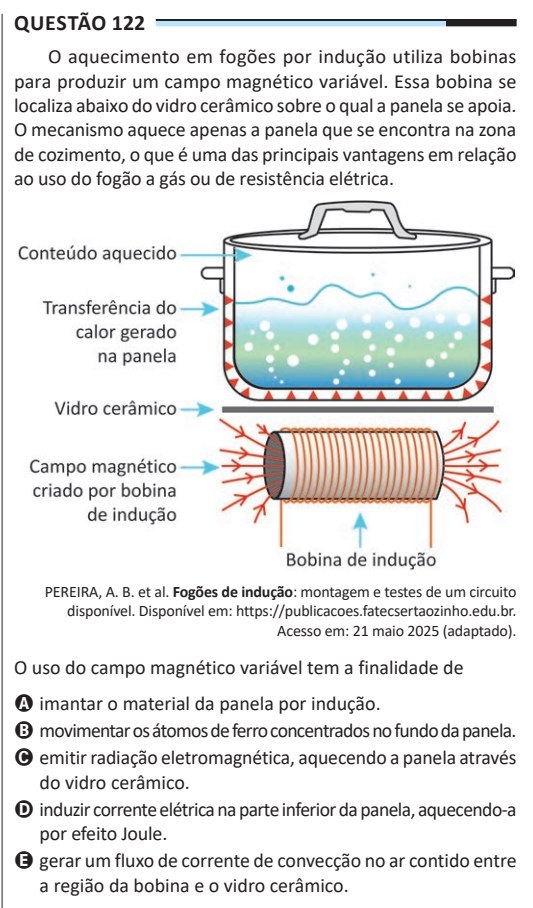 QUESTÃO 122
O aquecimento em fogões por indução utiliza bobinas
para produzir um campo magnético variável. Essa bobina se
localiza abaixo do vidro cerâmico sobre o qual a panela se apoia.
O mecanismo aquece apenas a panela que se encontra na zona
de cozimento, o que é uma das principais vantagens em relação
ao uso do fogão a gás ou de resistência elétrica.
Conteúdo aquecido
Transferência do
calor gerado
na panela
Vidro cerâmico
Campo magnético
criado por bobina
de indução
Bobina de indução
PEREIRA, A. B. et al. Fogões de indução: montagem e testes de um circuito
disponível. Disponível em: https://publicacoes.fatecsertaozinho.edu.br.
Acesso em: 21 maio 2025 (adaptado).
O uso do campo magnético variável tem a finalidade de
A imantar o material da panela por indução.
B movimentar os átomos de ferro concentrados no fundo da panela.
C emitir radiação eletromagnética, aquecendo a panela através
do vidro cerâmico.
D induzir corrente elétrica na parte inferior da panela, aquecendo-a
por efeito Joule.
E gerar um fluxo de corrente de convecção no ar contido entre
a região da bobina e o vidro cerâmico.